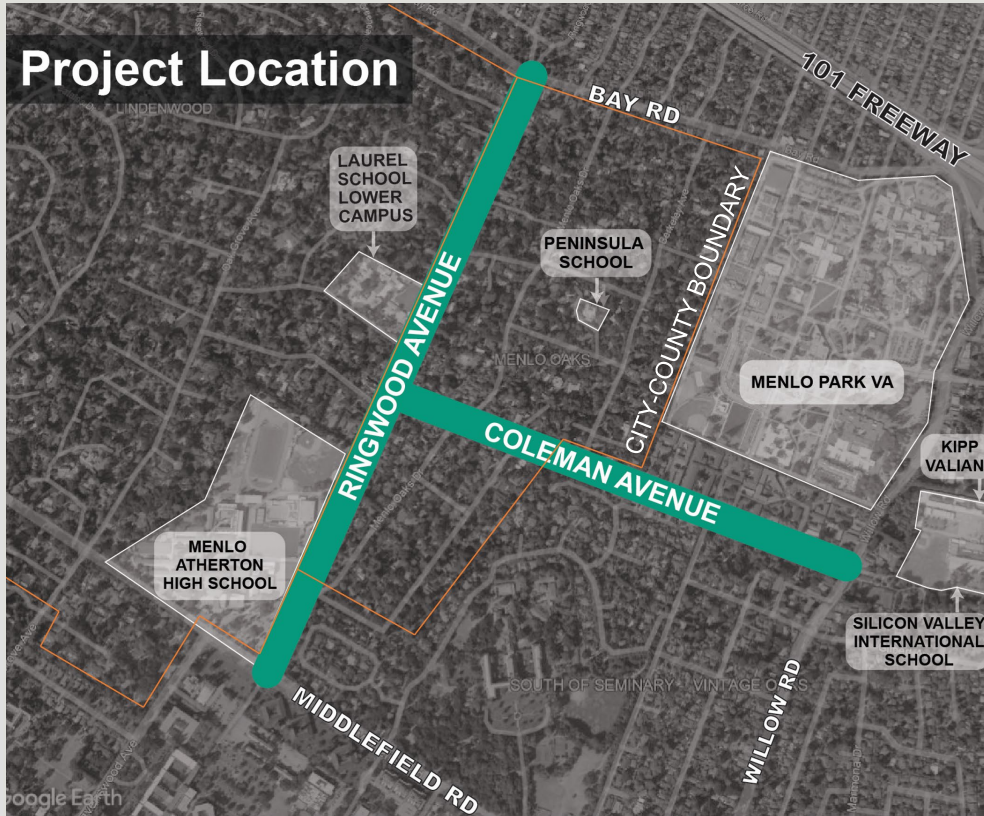 Project Location
LINDENWOOD
BAY RD
101 FREEWAY
LAUREL
SCHOOL
LOWER
CAMPUS
PENINSULA
SCHOOL
CITY-COUNTY BOUNDARY
RINGWOOD AVENUE
MENLO OAKS
MENLO PARK VA
COLEMAN AVENUE
KIPP
VALIAN
MENLO
ATHERTON
HIGH SCHOOL
SILICON VALLEY
INTERNATIONAL
SCHOOL
SOUTH OF SEMINARY - VINTAGE OAKS
WILLOW RD
MIDDLEFIELD RD
Google Earth